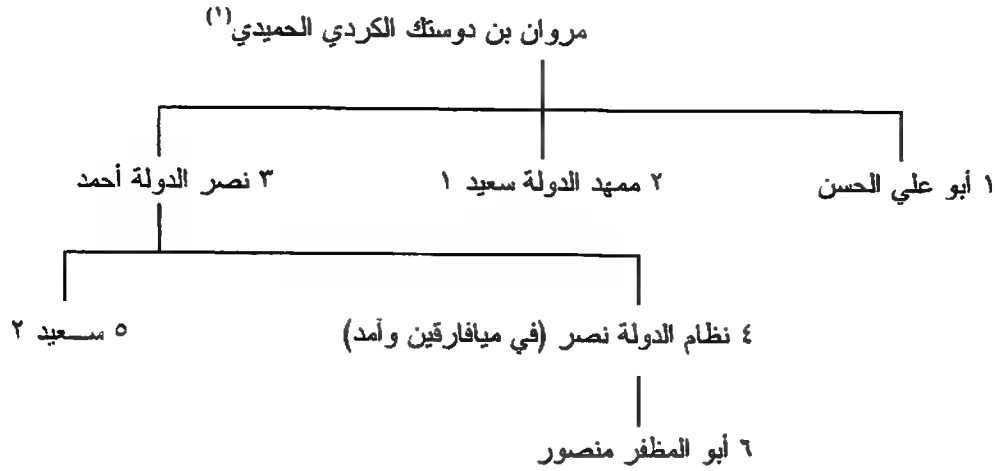 مروان بن دوستك الكردي الحميدي(١)
١ أبو علي الحسن ٢ ممهد الدولة سعيد ١ ٣ نصر الدولة أحمد
٤ نظام الدولة نصر (في ميافارقين وآمد) ٥ ســعيد ٢
٦ أبو المظفر منصور